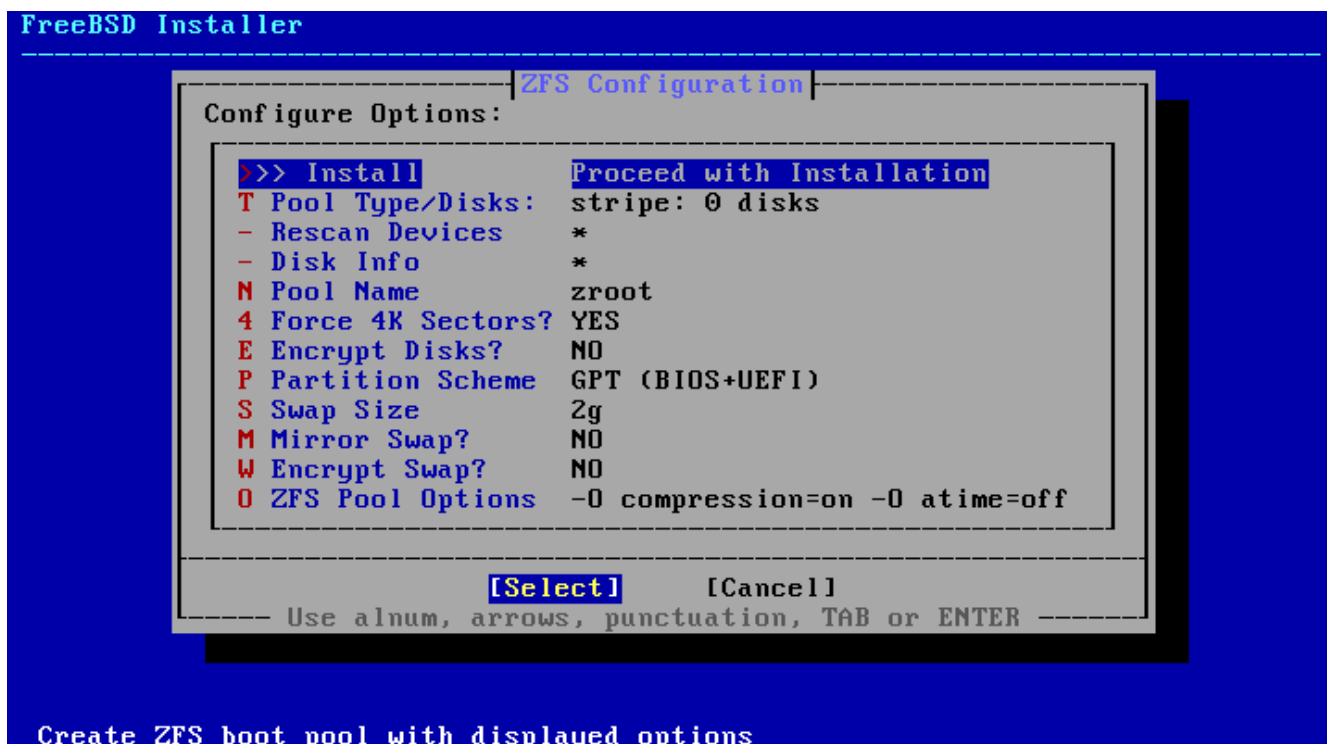 FreeBSD Installer
ZFS Configuration
Configure Options:
>>> Install Proceed with Installation
T Pool Type/Disks: stripe: 0 disks
- Rescan Devices *
- Disk Info *
N Pool Name zroot
4 Force 4K Sectors? YES
E Encrypt Disks? NO
P Partition Scheme GPT (BIOS+UEFI)
S Swap Size 2g
M Mirror Swap? NO
W Encrypt Swap? NO
O ZFS Pool Options -O compression=on -O atime=off
[Select] [Cancel]
Use alnum, arrows, punctuation, TAB or ENTER
Create ZFS boot pool with displayed options